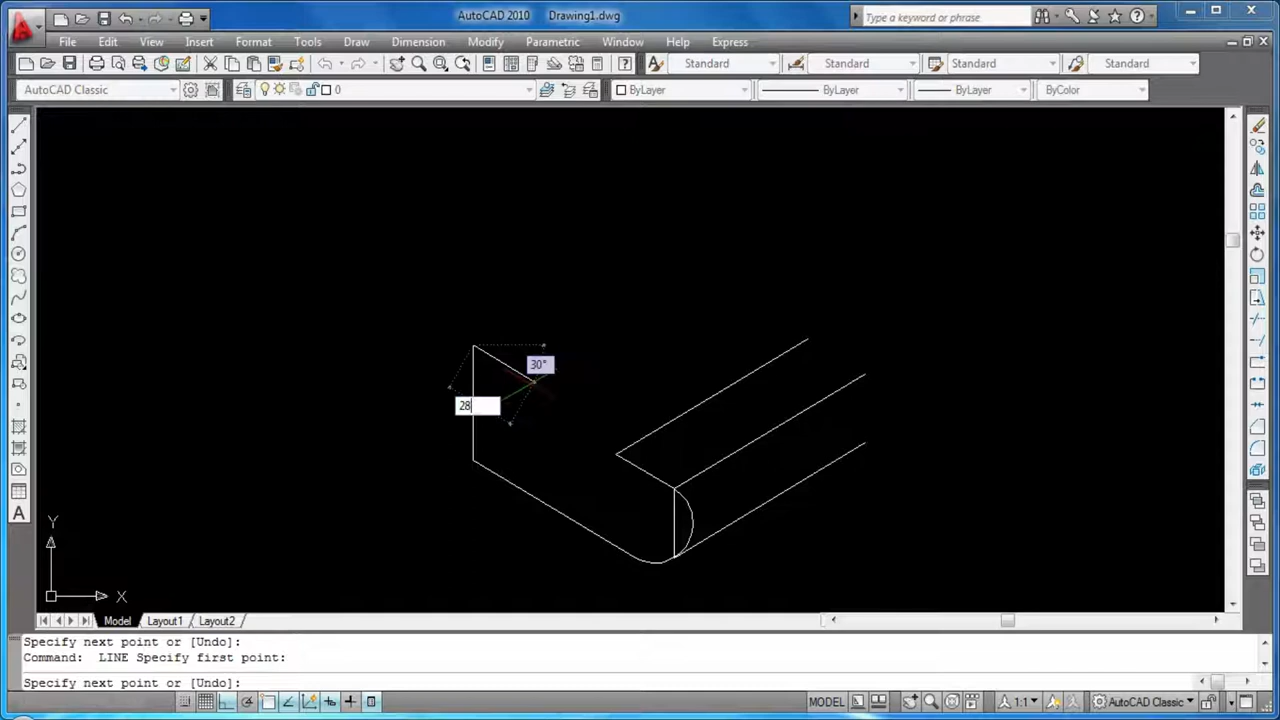 AutoCAD 2010 Drawing1.dwg
Type a keyword or phrase
File Edit View Insert Format Tools Draw Dimension Modify Parametric Window Help Express
Standard Standard Standard Standard
AutoCAD Classic 0 ByLayer ByLayer ByLayer ByColor
30°
28
A
Y
X
Model Layout1 Layout2
Specify next point or [Undo]:
Command: LINE Specify first point:
Specify next point or [Undo]:
MODEL 1:1 AutoCAD Classic